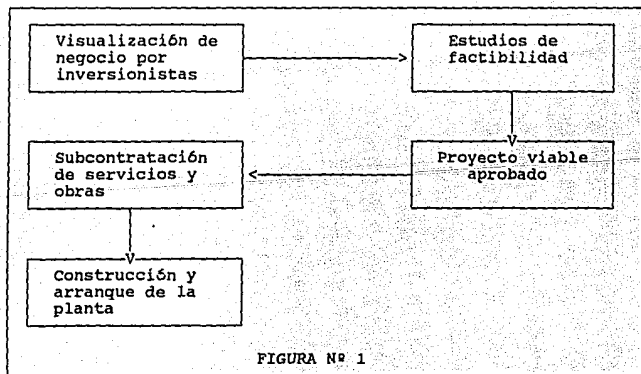 Visualización de
negocio por
inversionistas
Estudios de
factibilidad
Subcontratación
de servicios y
obras
Proyecto viable
aprobado
Construcción y
arranque de la
planta
FIGURA Nº 1